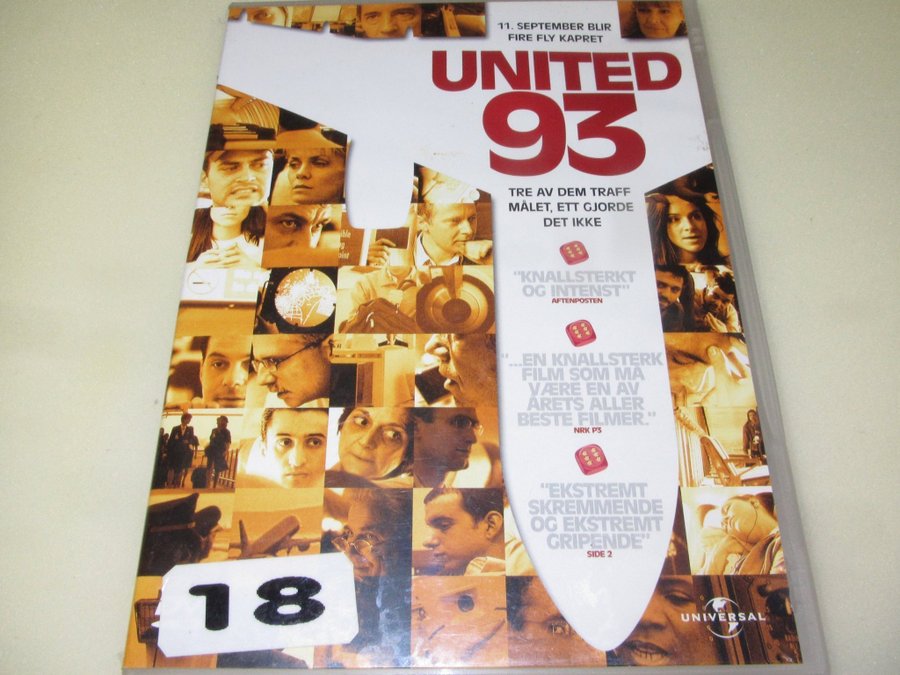 11. SEPTEMBER BLIR
FIRE FLY KAPRET
UNITED
93
TRE AV DEM TRAFF
MÅLET, ETT GJORDE
DET IKKE
"KNALLSTERKT
OG INTENST"
AFTENPOSTEN
"...EN KNALLSTERK
FILM SOM MÅ
VÆRE EN AV
ÅRETS ALLER
BESTE FILMER."
NRK P3
"EKSTREMT
SKREMMENDE
OG EKSTREMT
GRIPENDE"
SIDE 2
18
UNIVERSAL